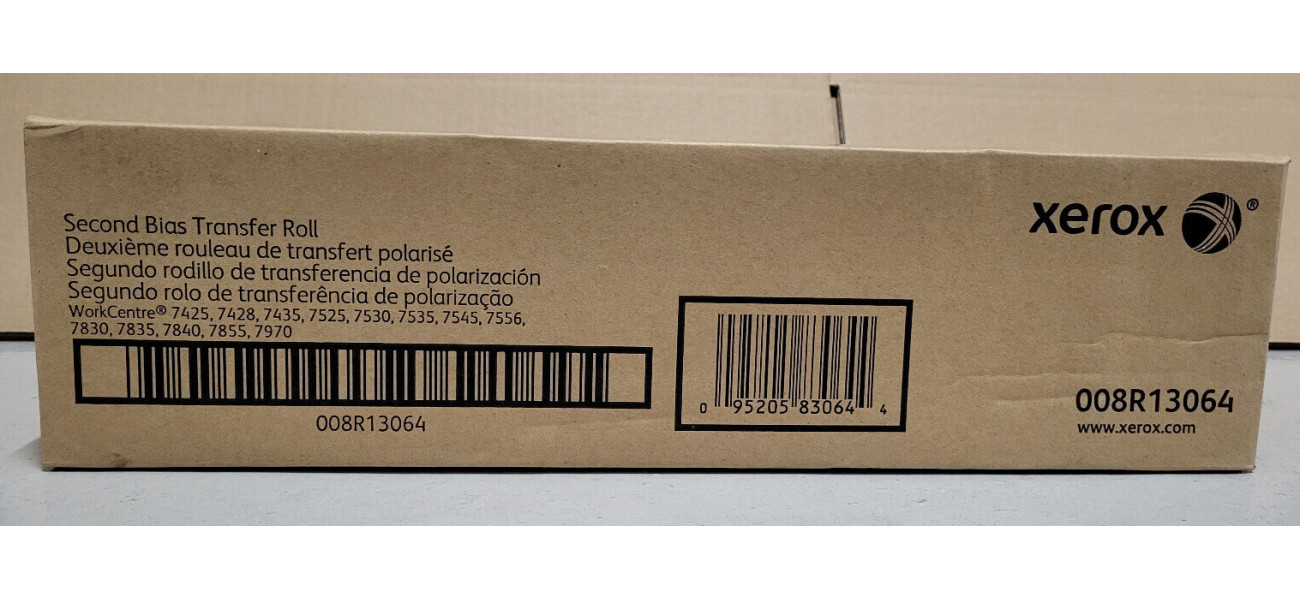 Second Bias Transfer Roll
Deuxième rouleau de transfert polarisé
Segundo rodillo de transferencia de polarización
Segundo rolo de transferência de polarização
WorkCentre® 7425, 7428, 7435, 7525, 7530, 7535, 7545, 7556,
7830, 7835, 7840, 7855, 7970
008R13064
0 95205 83064 4
xerox ®
008R13064
www.xerox.com